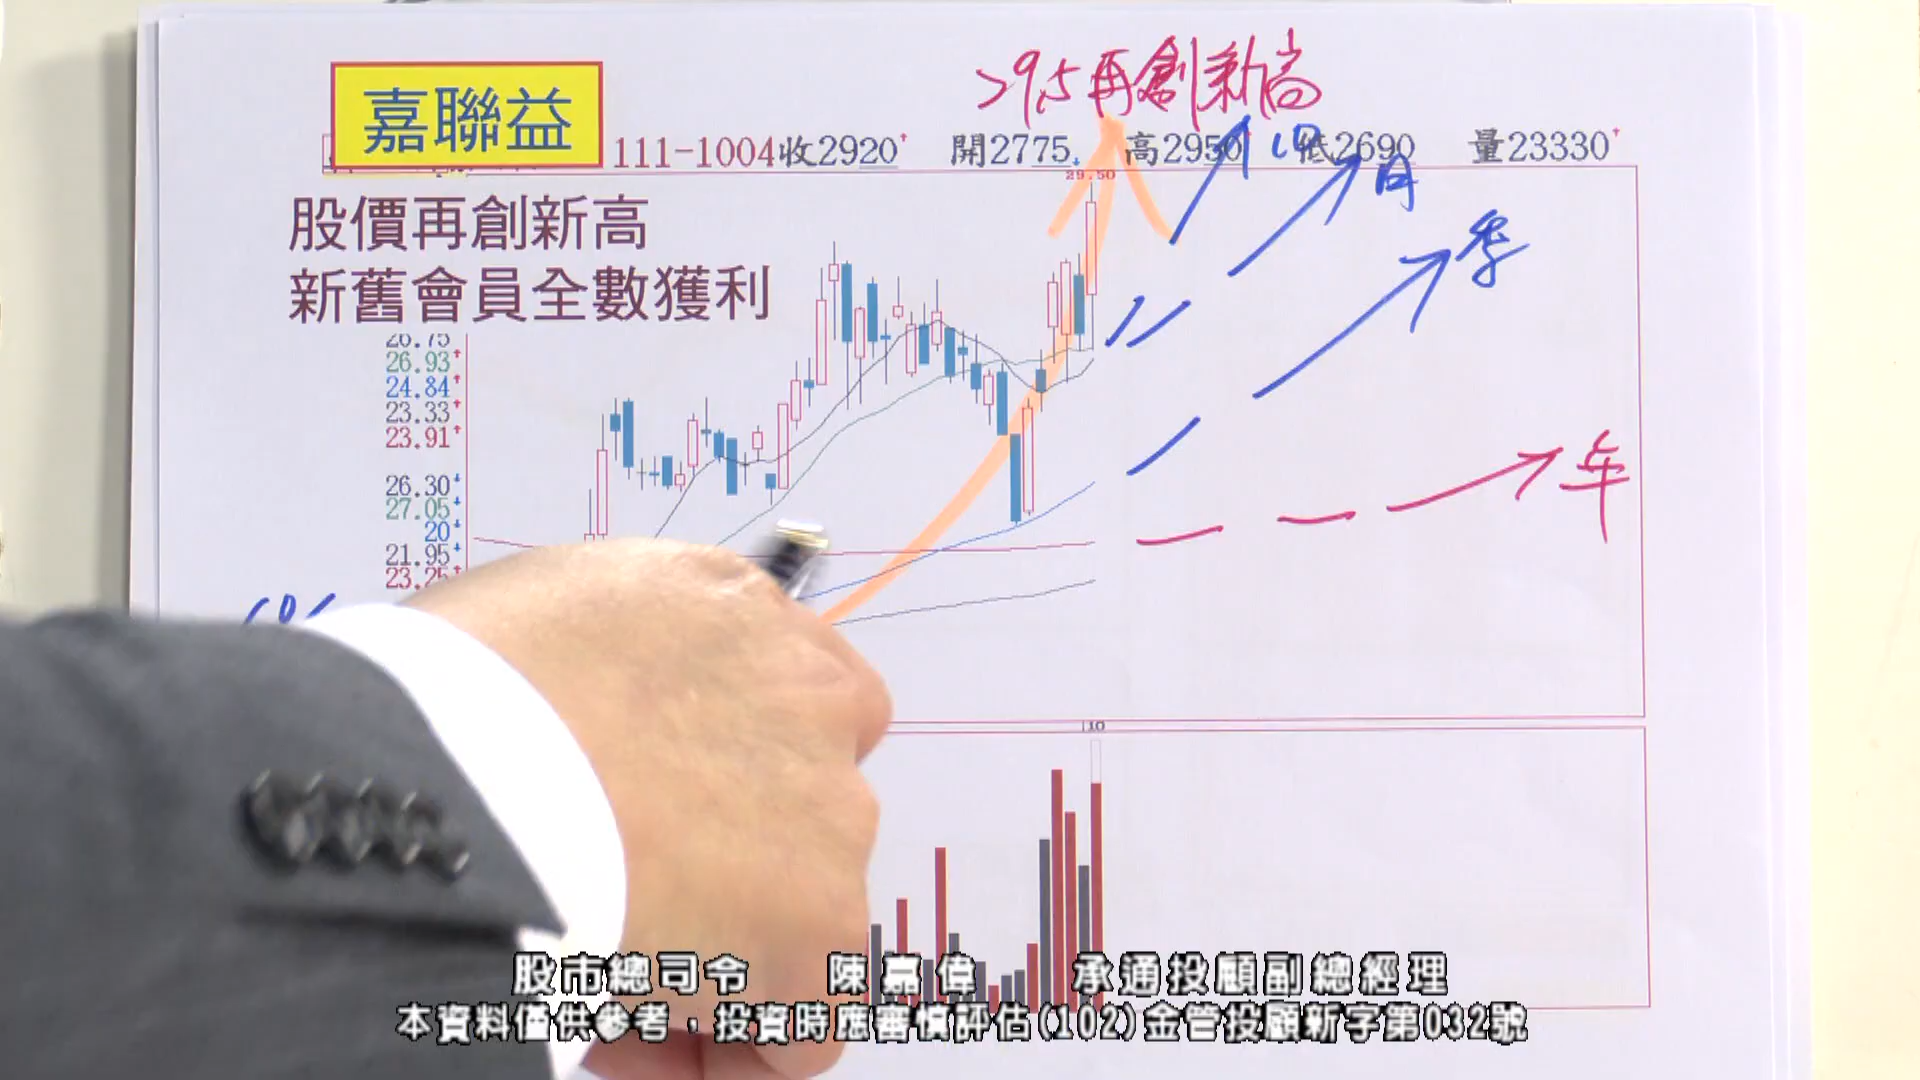 29.5再創新高
嘉聯益
111-1004收2920↑ 開2775↓ 高2950 低2690 量23330↑
10
月
29.50
季
股價再創新高
新舊會員全數獲利
26.75
26.93↑
24.84↑
23.33↑
23.91↑
年
26.30↓
27.05↓
20↓
21.95↓
23.25
10
股市總司令 陳嘉偉 承通投顧副總經理
本資料僅供參考，投資時應審慎評估(102)金管投顧新字第032號